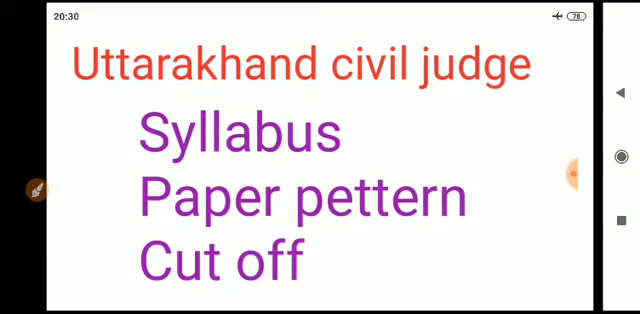 20:30
78
Uttarakhand civil judge
Syllabus
Paper pettern
Cut off